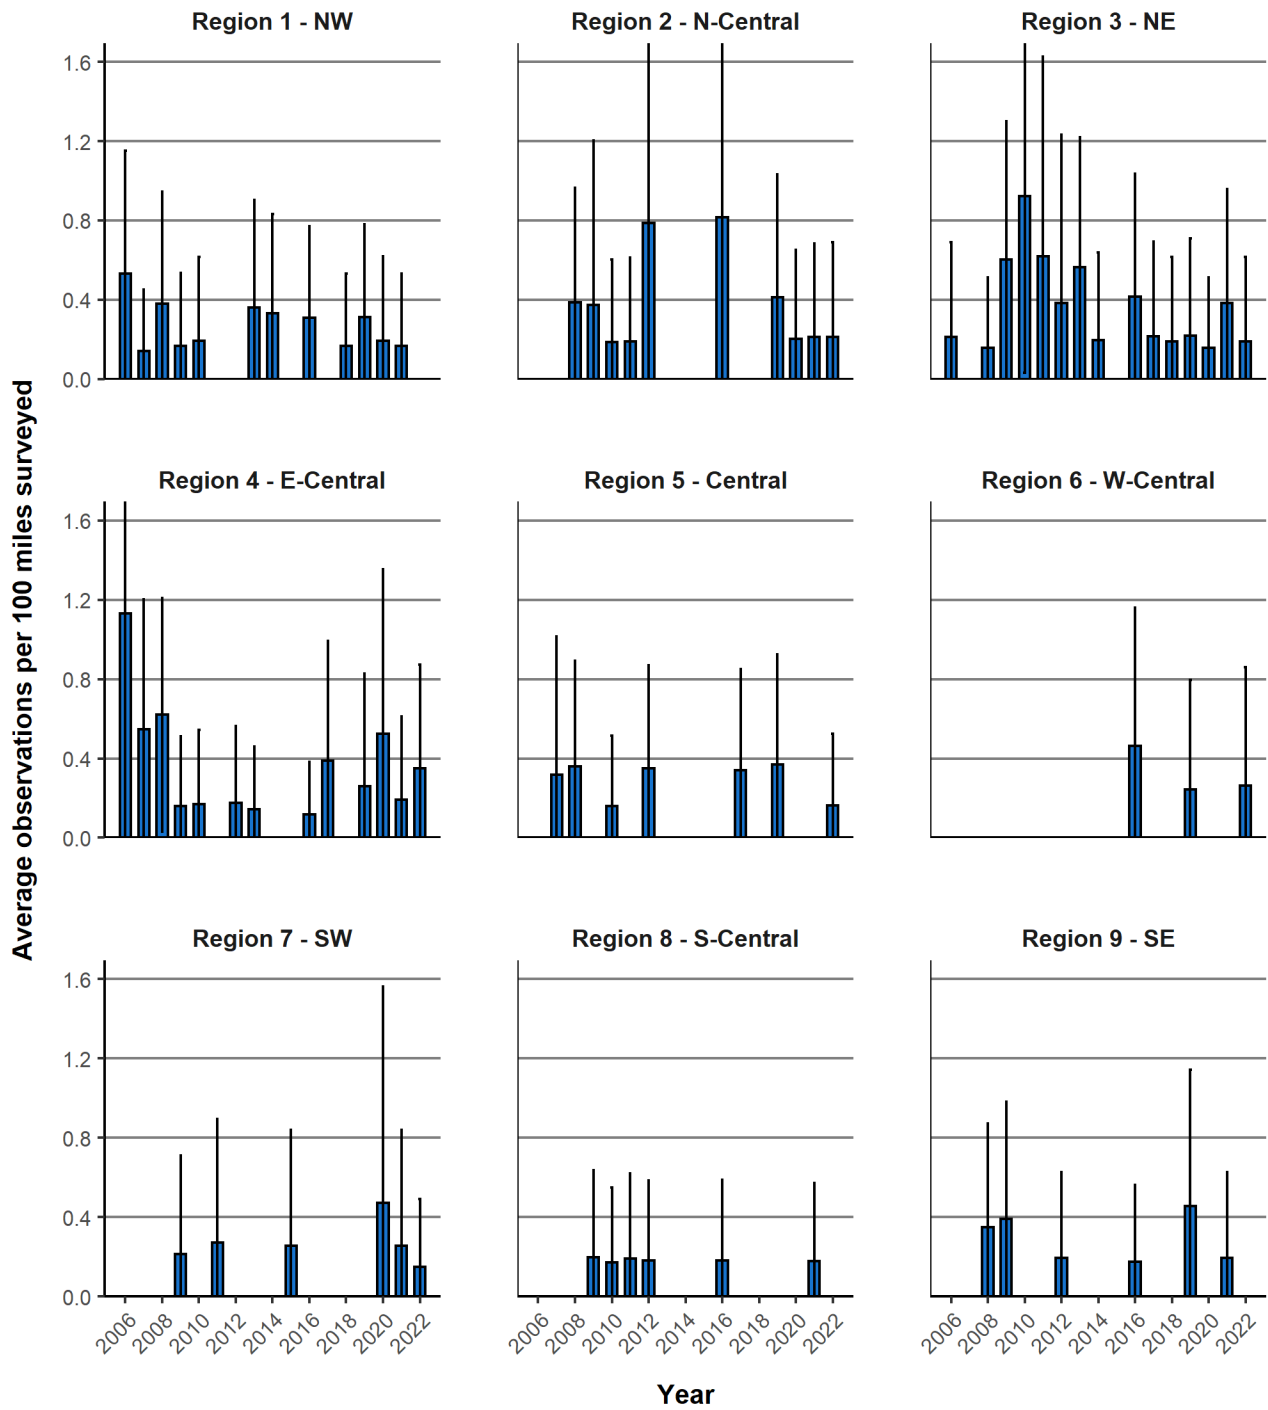 Region 1 - NW
Region 2 - N-Central
Region 3 - NE
1.6
1.2
0.8
0.4
0.0
Region 4 - E-Central
Region 5 - Central
Region 6 - W-Central
1.6
1.2
0.8
0.4
0.0
Average observations per 100 miles surveyed
Region 7 - SW
Region 8 - S-Central
Region 9 - SE
1.6
1.2
0.8
0.4
0.0
2006 2008 2010 2012 2014 2016 2018 2020 2022
2006 2008 2010 2012 2014 2016 2018 2020 2022
2006 2008 2010 2012 2014 2016 2018 2020 2022
Year